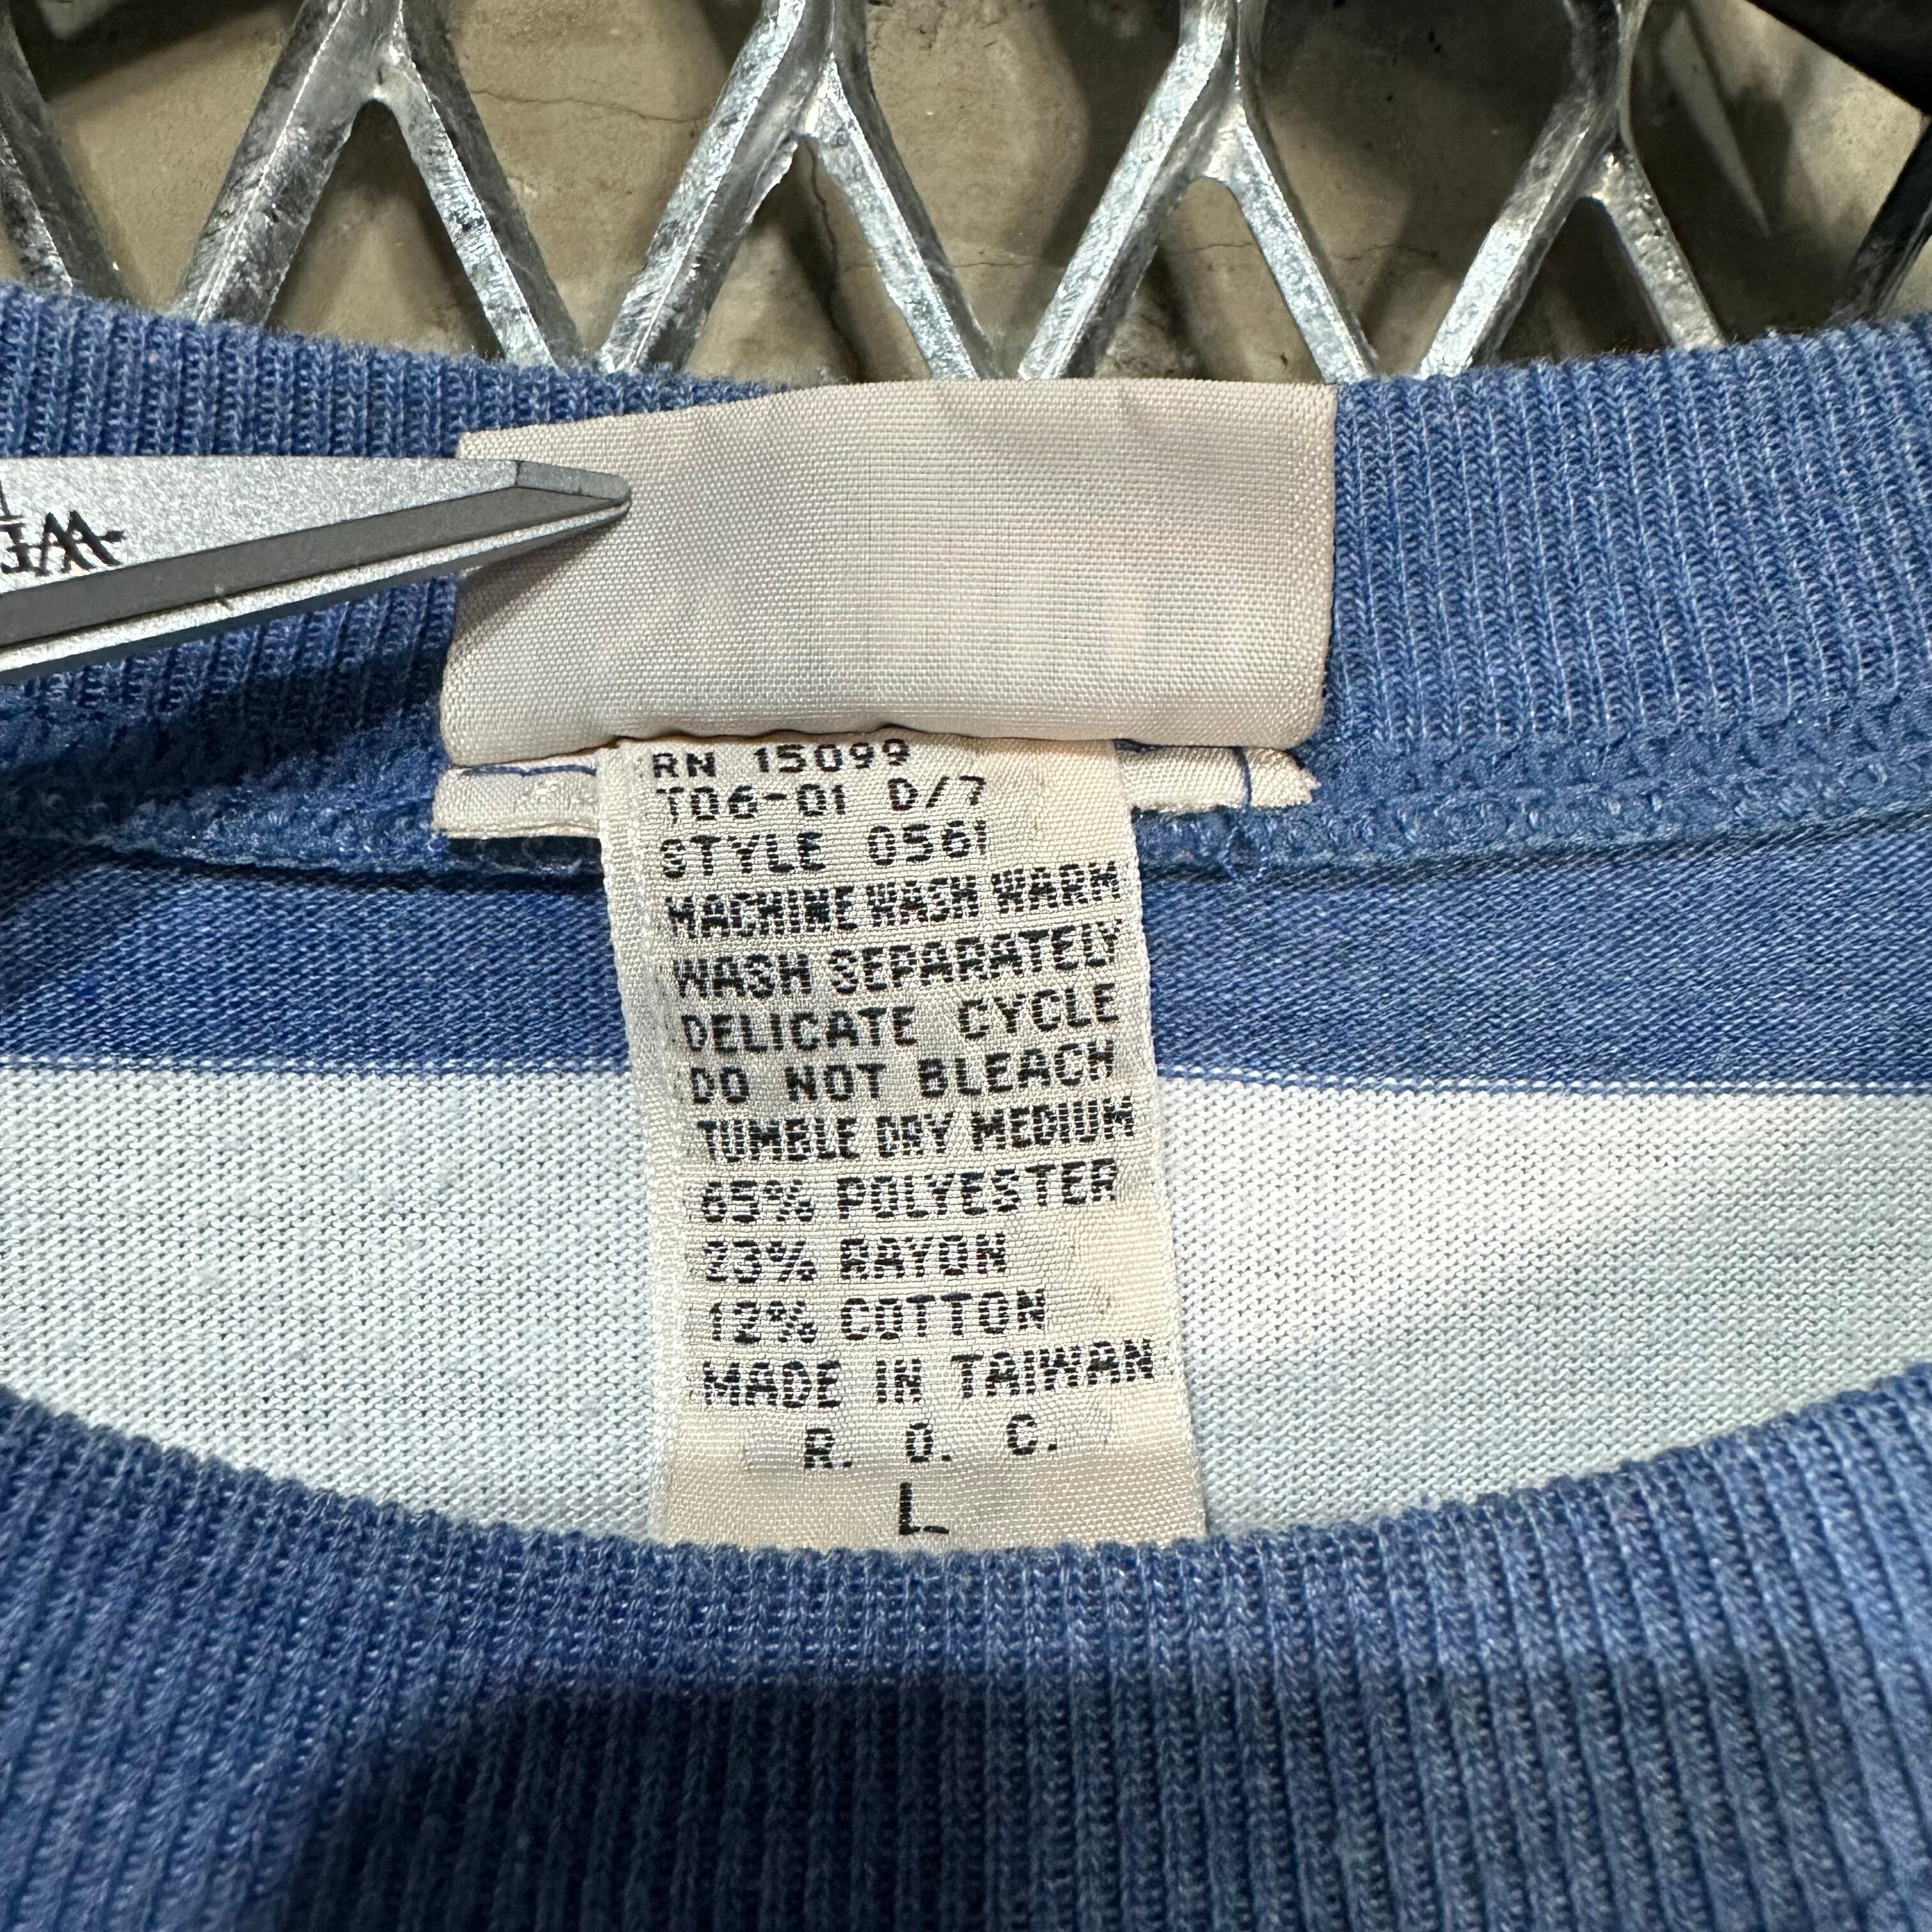 RN 15099
T06-01 D/7
STYLE 0561
MACHINE WASH WARM
WASH SEPARATELY
DELICATE CYCLE
DO NOT BLEACH
TUMBLE DRY MEDIUM
65% POLYESTER
23% RAYON
12% COTTON
MADE IN TAIWAN
R. O. C.
L